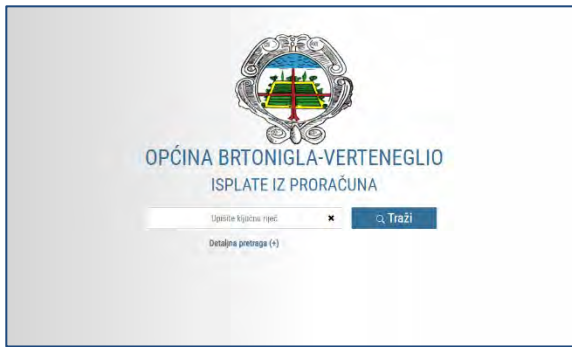 OPĆINA BRTONIGLA-VERTENEGLIO
ISPLATE IZ PRORAČUNA
Upišite ključnu riječ
Traži
Detaljna pretraga (+)